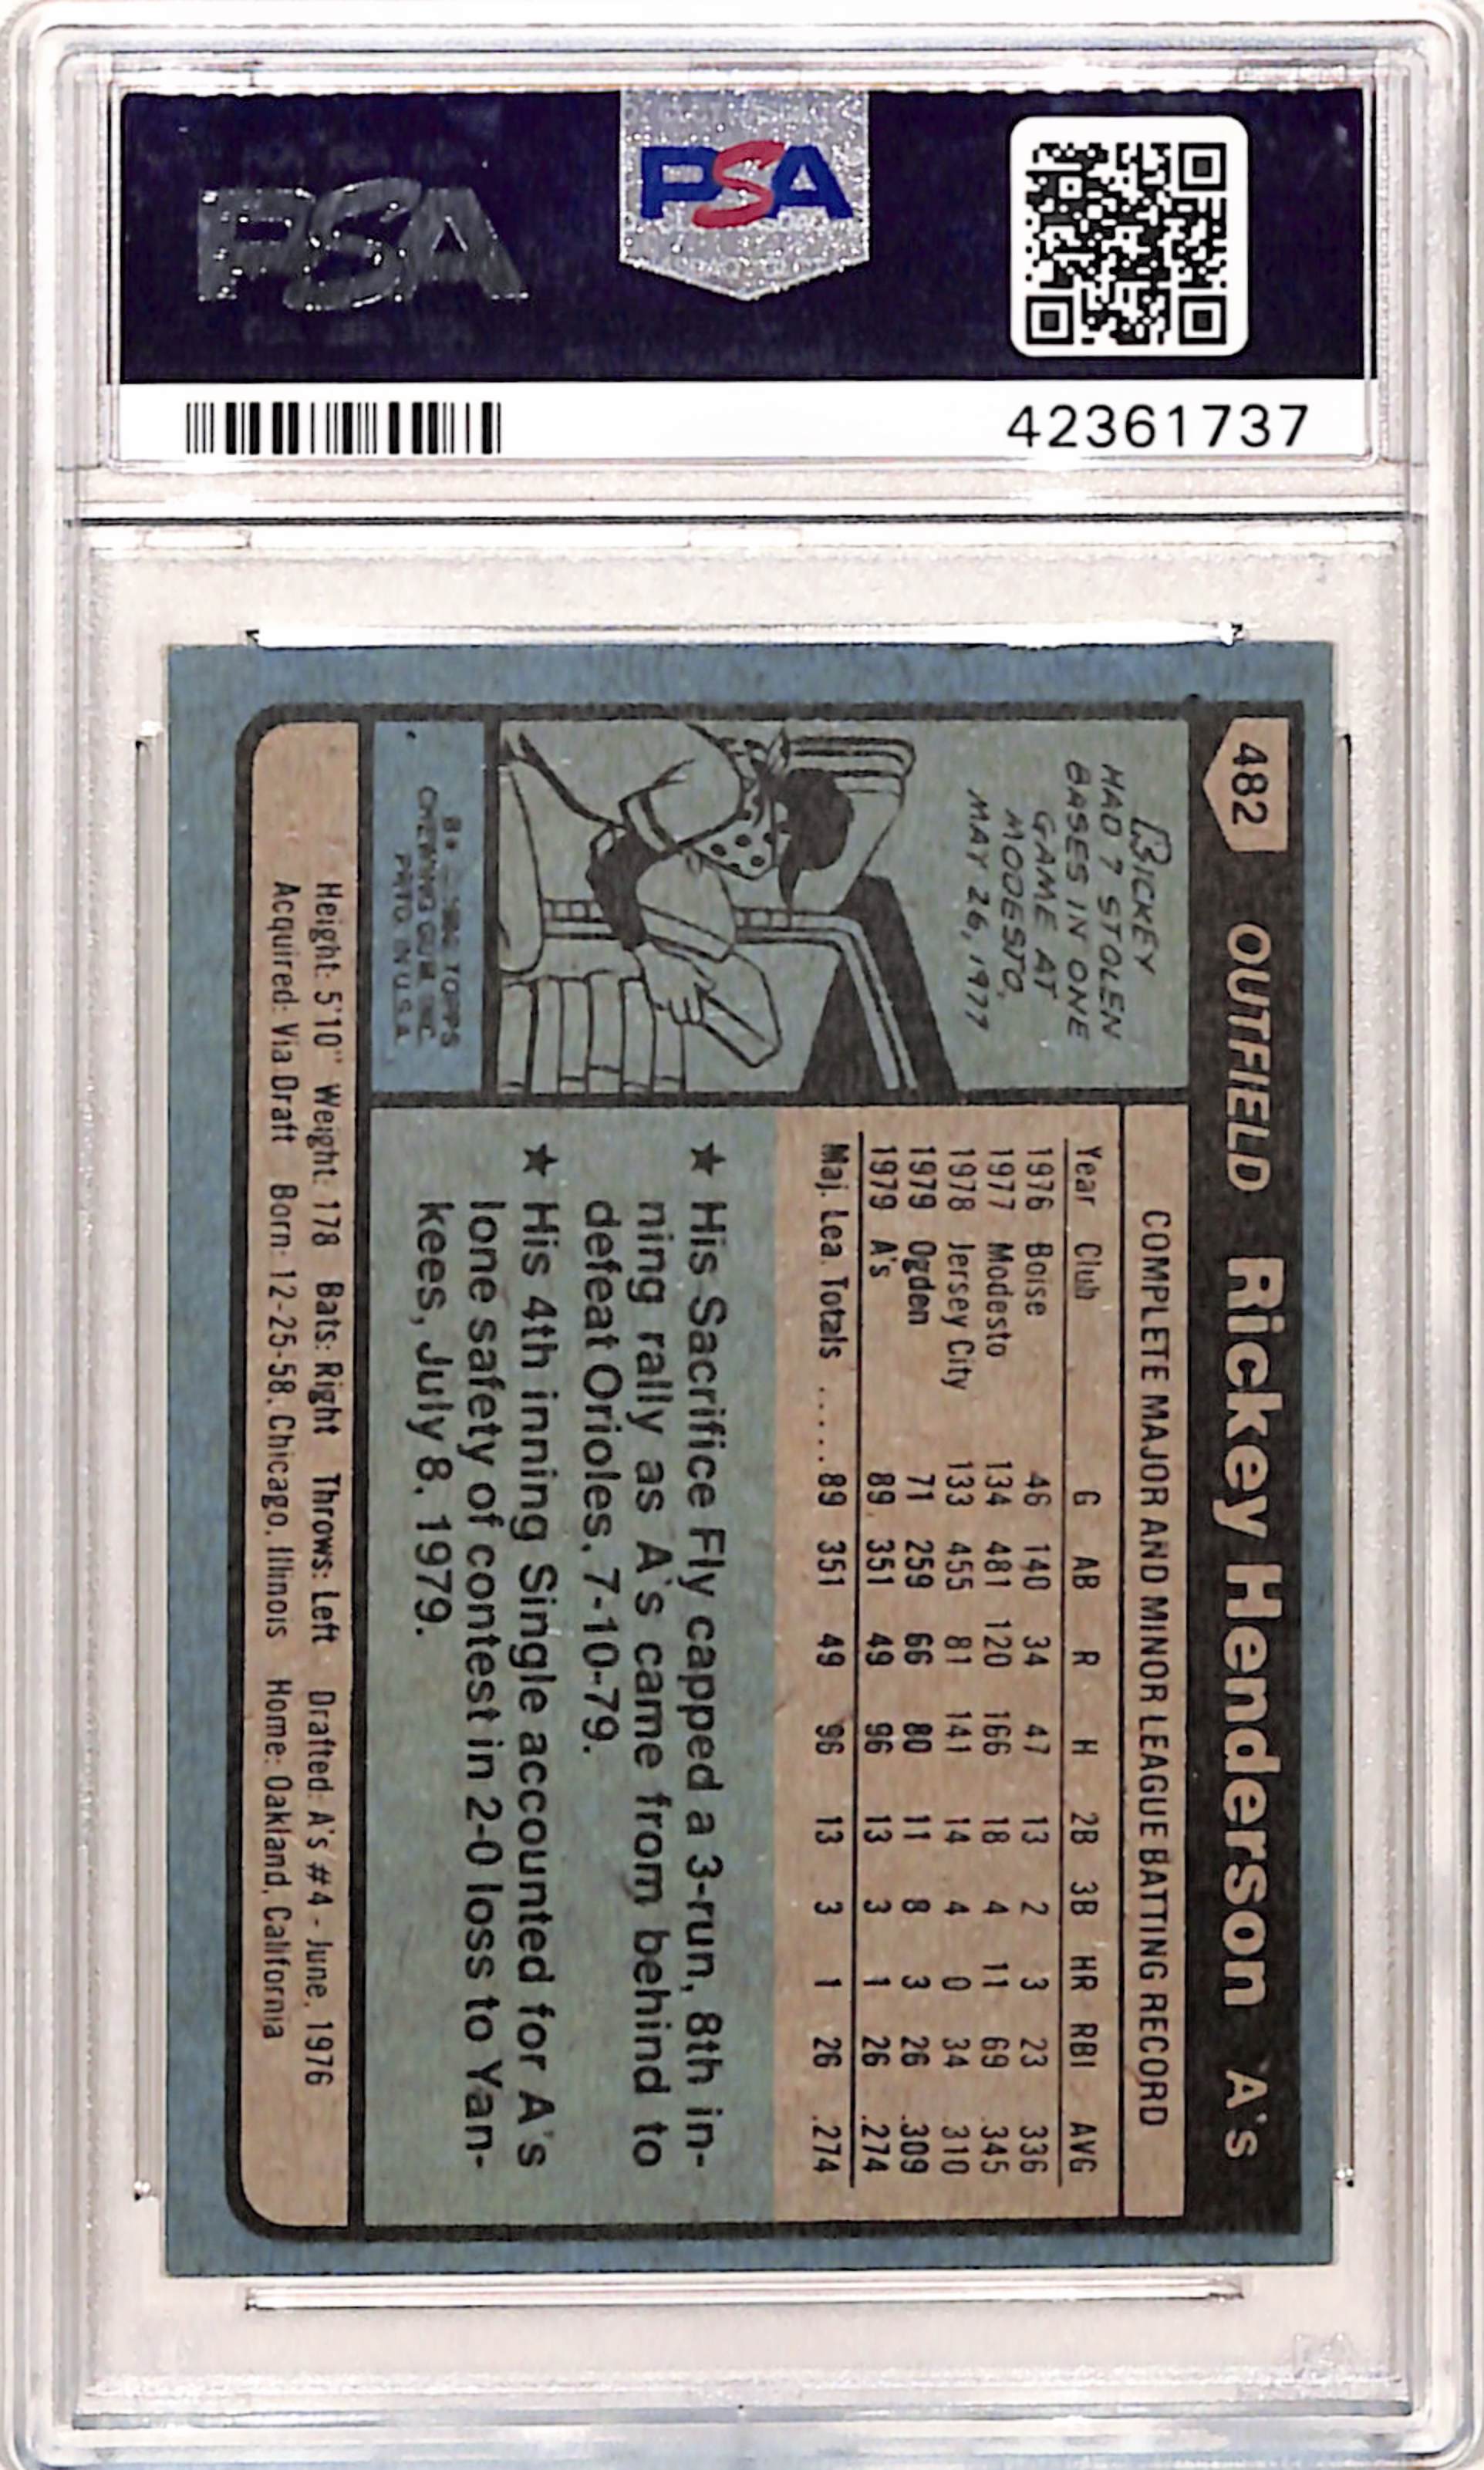 PSA
PSA
42361737
482 OUTFIELD Rickey Henderson A's
RICKEY
HAD 7 STOLEN
BASES IN ONE
GAME AT
MODESTO,
MAY 26, 1977
TOPPS
CHEWING GUM, INC.
PRTD. IN U.S.A.
COMPLETE MAJOR AND MINOR LEAGUE BATTING RECORD
Year Club G AB R H 2B 3B HR RBI AVG
1976 Boise 46 140 34 47 13 2 3 23 .336
1977 Modesto 134 481 120 166 18 4 11 69 .345
1978 Jersey City 133 455 81 141 14 4 0 34 .310
1979 Ogden 71 259 66 80 11 8 3 26 .309
1979 A's 89 351 49 96 13 3 1 26 .274
Maj. Lea. Totals ...... 89 351 49 96 13 3 1 26 .274
★ His Sacrifice Fly capped a 3-run, 8th in-
ning rally as A's came from behind to
defeat Orioles, 7-10-79.
★ His 4th inning Single accounted for A's
lone safety of contest in 2-0 loss to Yan-
kees, July 8, 1979.
Height: 5'10" Weight: 178 Bats: Right Throws: Left Drafted: A's #4 - June, 1976
Acquired: Via Draft Born: 12-25-58, Chicago, Illinois Home: Oakland, California